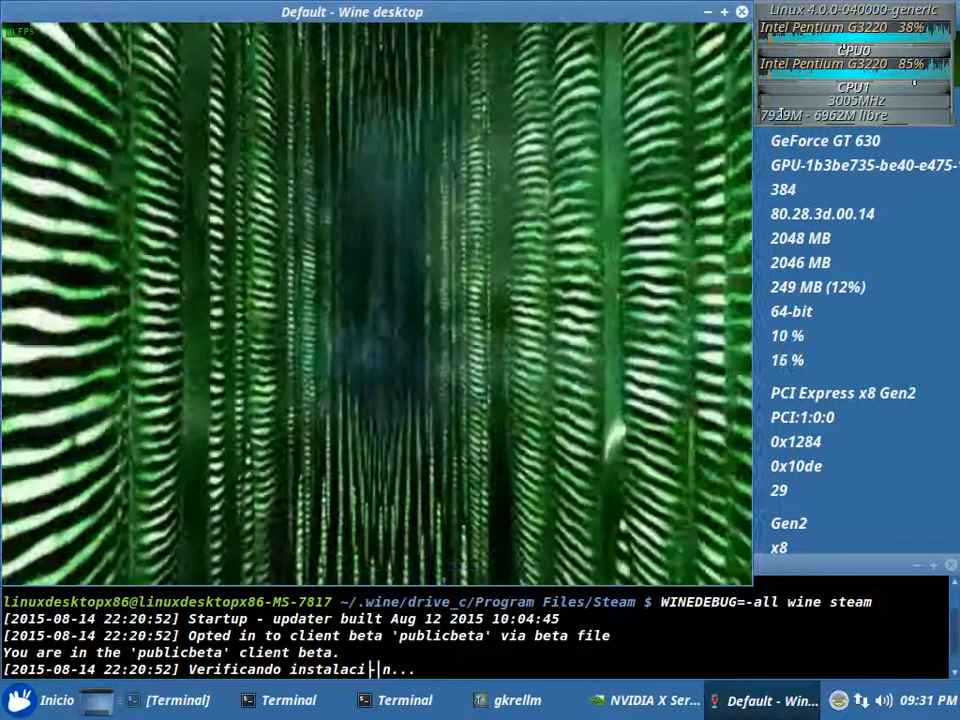 Default - Wine desktop
Linux 4.0.0-040000-generic
Intel Pentium G3220 38%
CPU0
Intel Pentium G3220 85%
CPU1
3005MHz
6962M libre
GeForce GT 630
GPU-1b3be735-be40-e475-
384
80.28.3d.00.14
2048 MB
2046 MB
249 MB (12%)
64-bit
10 %
16 %
PCI Express x8 Gen2
PCI:1:0:0
0x1284
0x10de
29
Gen2
x8
linuxdesktopx86@linuxdesktopx86-MS-7817 ~/.wine/drive_c/Program Files/Steam $ WINEDEBUG=-all wine steam
[2015-08-14 22:20:52] Startup - updater built Aug 12 2015 10:04:45
[2015-08-14 22:20:52] Opted in to client beta 'publicbeta' via beta file
You are in the 'publicbeta' client beta.
[2015-08-14 22:20:52] Verificando instalaci├│n...
Inicio
[Terminal]
Terminal
Terminal
gkrellm
NVIDIA X Ser...
Default - Win...
09:31 PM